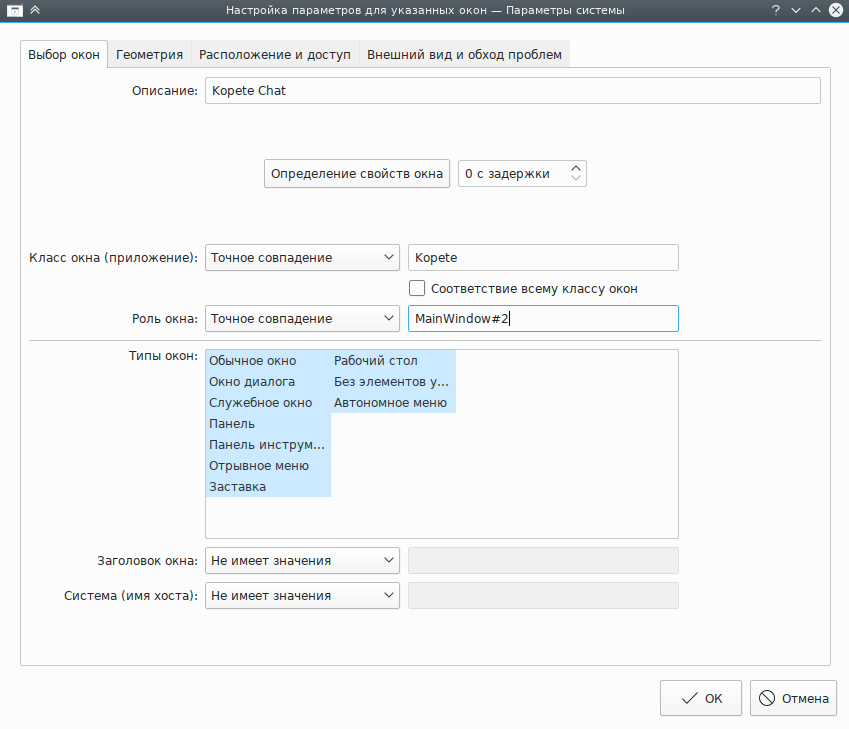 Настройка параметров для указанных окон — Параметры системы
Выбор окон Геометрия Расположение и доступ Внешний вид и обход проблем
Описание: Kopete Chat
Определение свойств окна 0 с задержки
Класс окна (приложение): Точное совпадение Kopete
Соответствие всему классу окон
Роль окна: Точное совпадение MainWindow#2
Типы окон: Обычное окно Рабочий стол
Окно диалога Без элементов у...
Служебное окно Автономное меню
Панель
Панель инструм...
Отрывное меню
Заставка
Заголовок окна: Не имеет значения
Система (имя хоста): Не имеет значения
ОК Отмена